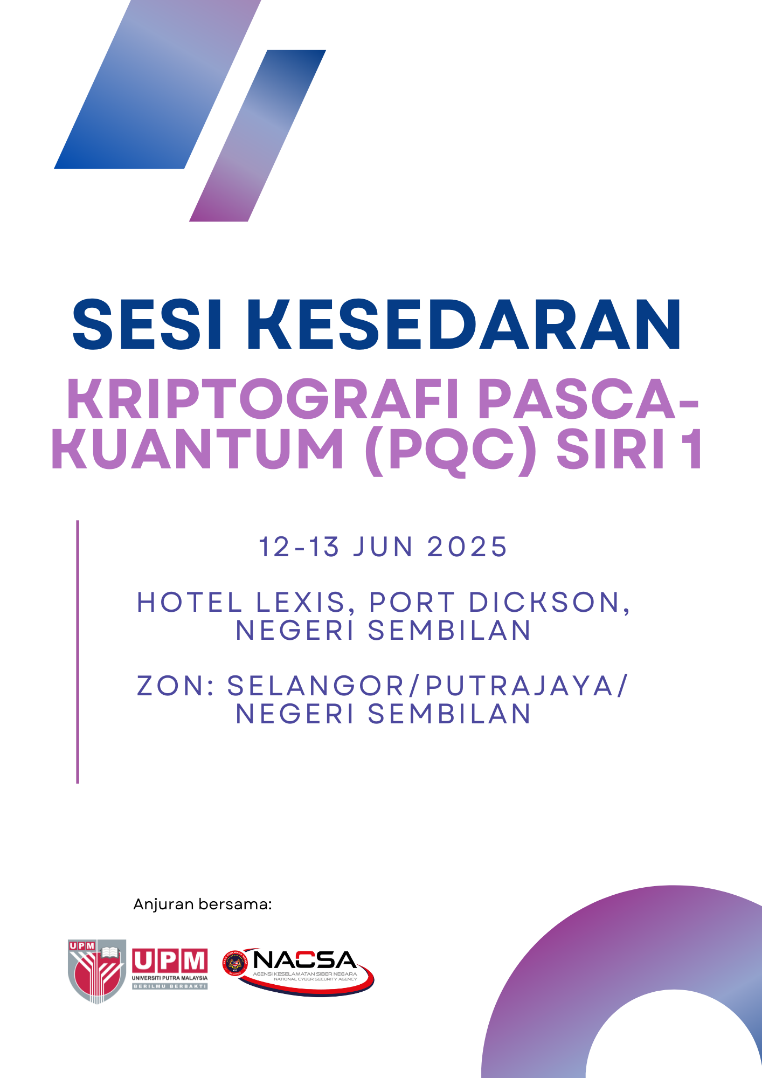 SESI KESEDARAN
KRIPTOGRAFI PASCA-
KUANTUM (PQC) SIRI 1
12-13 JUN 2025
HOTEL LEXIS, PORT DICKSON,
NEGERI SEMBILAN
ZON: SELANGOR/PUTRAJAYA/
NEGERI SEMBILAN
Anjuran bersama:
UPM
UPM
UNIVERSITI PUTRA MALAYSIA
BERILMU BERBAKTI
NACSA
AGENSI KESELAMATAN SIBER NEGARA
NATIONAL CYBER SECURITY AGENCY